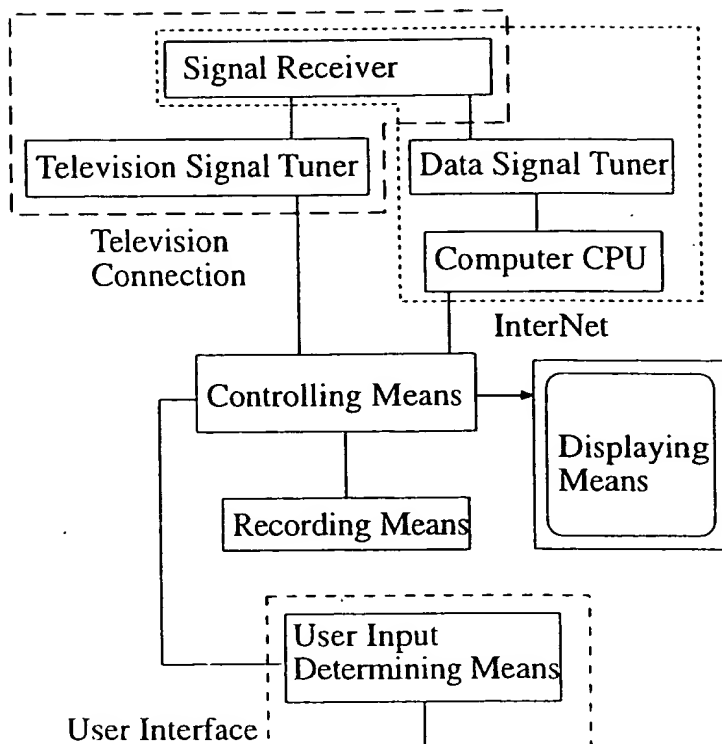 Signal Receiver
Television Signal Tuner
Data Signal Tuner
Television
Connection
Computer CPU
InterNet
Controlling Means
Displaying
Means
Recording Means
User Input
Determining Means
User Interface